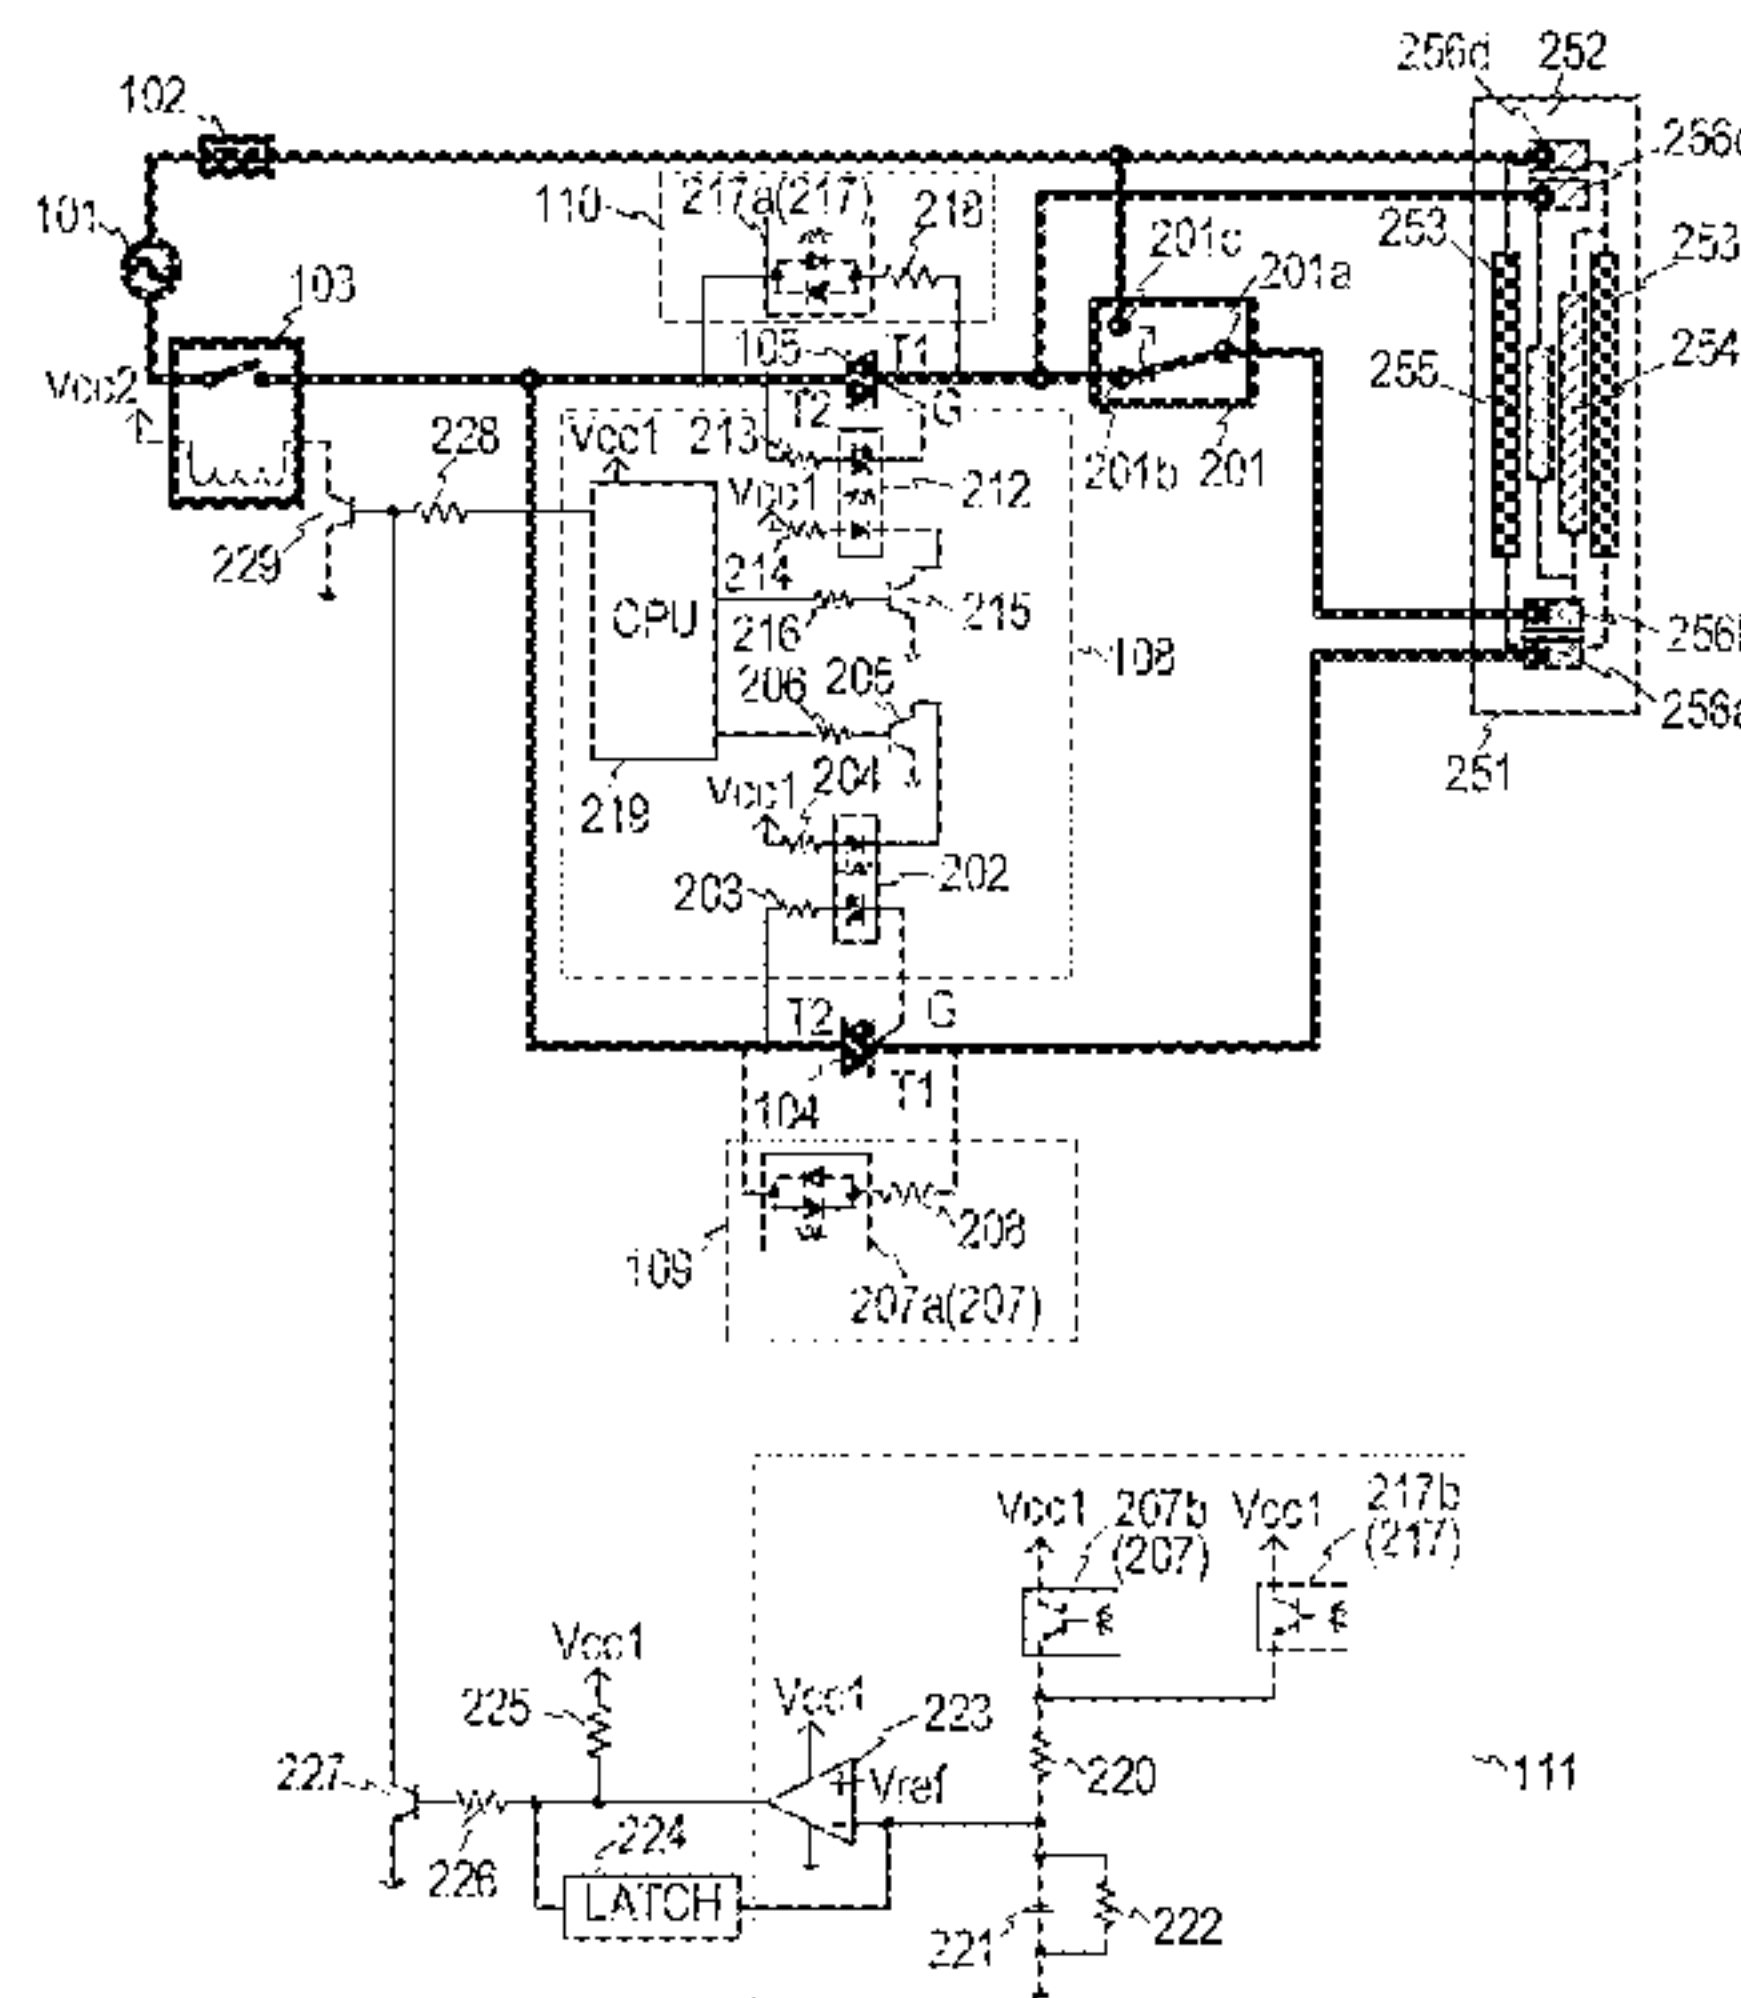 256d 252
102
256c
110 217a(217) 218
101 201c 253 253
103 201a
105 T1
Vcc2 255 254
T2 G
228 Vcc1 213
201b 201
Vcc1 212
229 214
CPU 216 215
256b
108
206 205
256a
Vcc1 204 251
219
203 202
T2 G
104 T1
208
109
207a(207)
Vcc1 207b Vcc1 217b
(207) (217)
Vcc1
225 Vcc1 223
227 Vref 220 111
+
-
226 224
LATCH 221 222